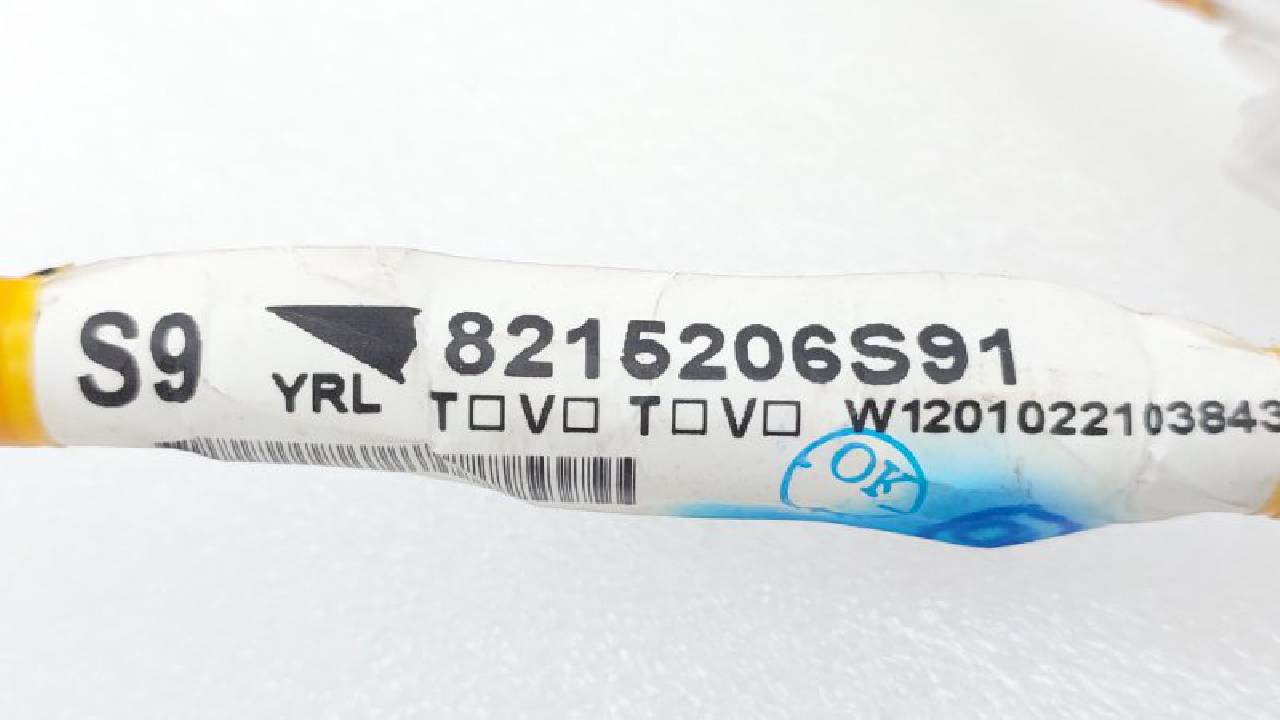 S9 8215206S91
YRL T□ V□ T□ V□ W1201022103843
OK